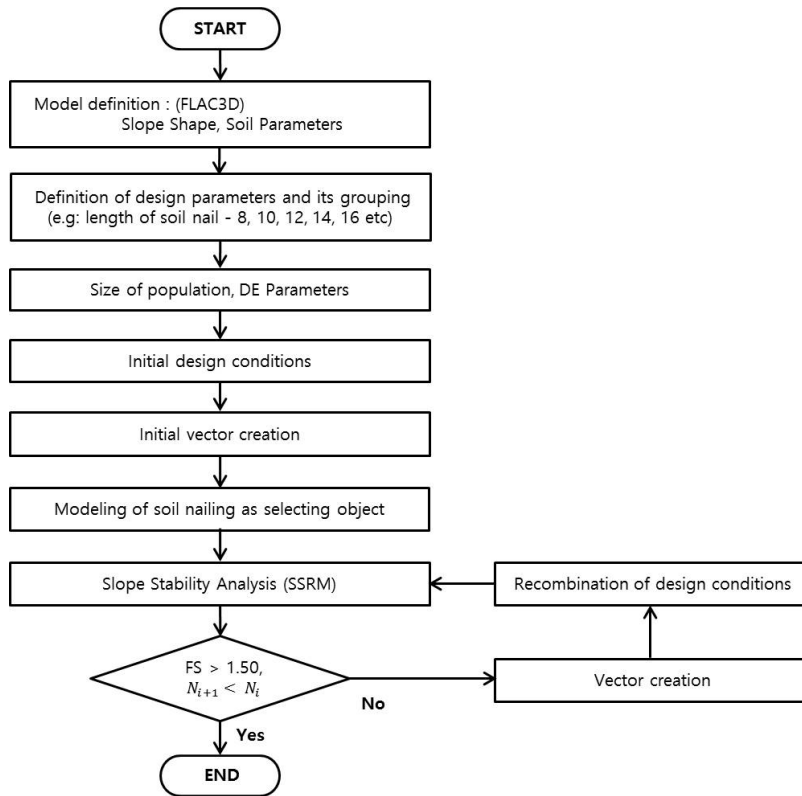 START
Model definition : (FLAC3D)
Slope Shape, Soil Parameters
Definition of design parameters and its grouping
(e.g: length of soil nail - 8, 10, 12, 14, 16 etc)
Size of population, DE Parameters
Initial design conditions
Initial vector creation
Modeling of soil nailing as selecting object
Slope Stability Analysis (SSRM)
Recombination of design conditions
FS > 1.50,
N_{i+1} < N_i
No
Vector creation
Yes
END